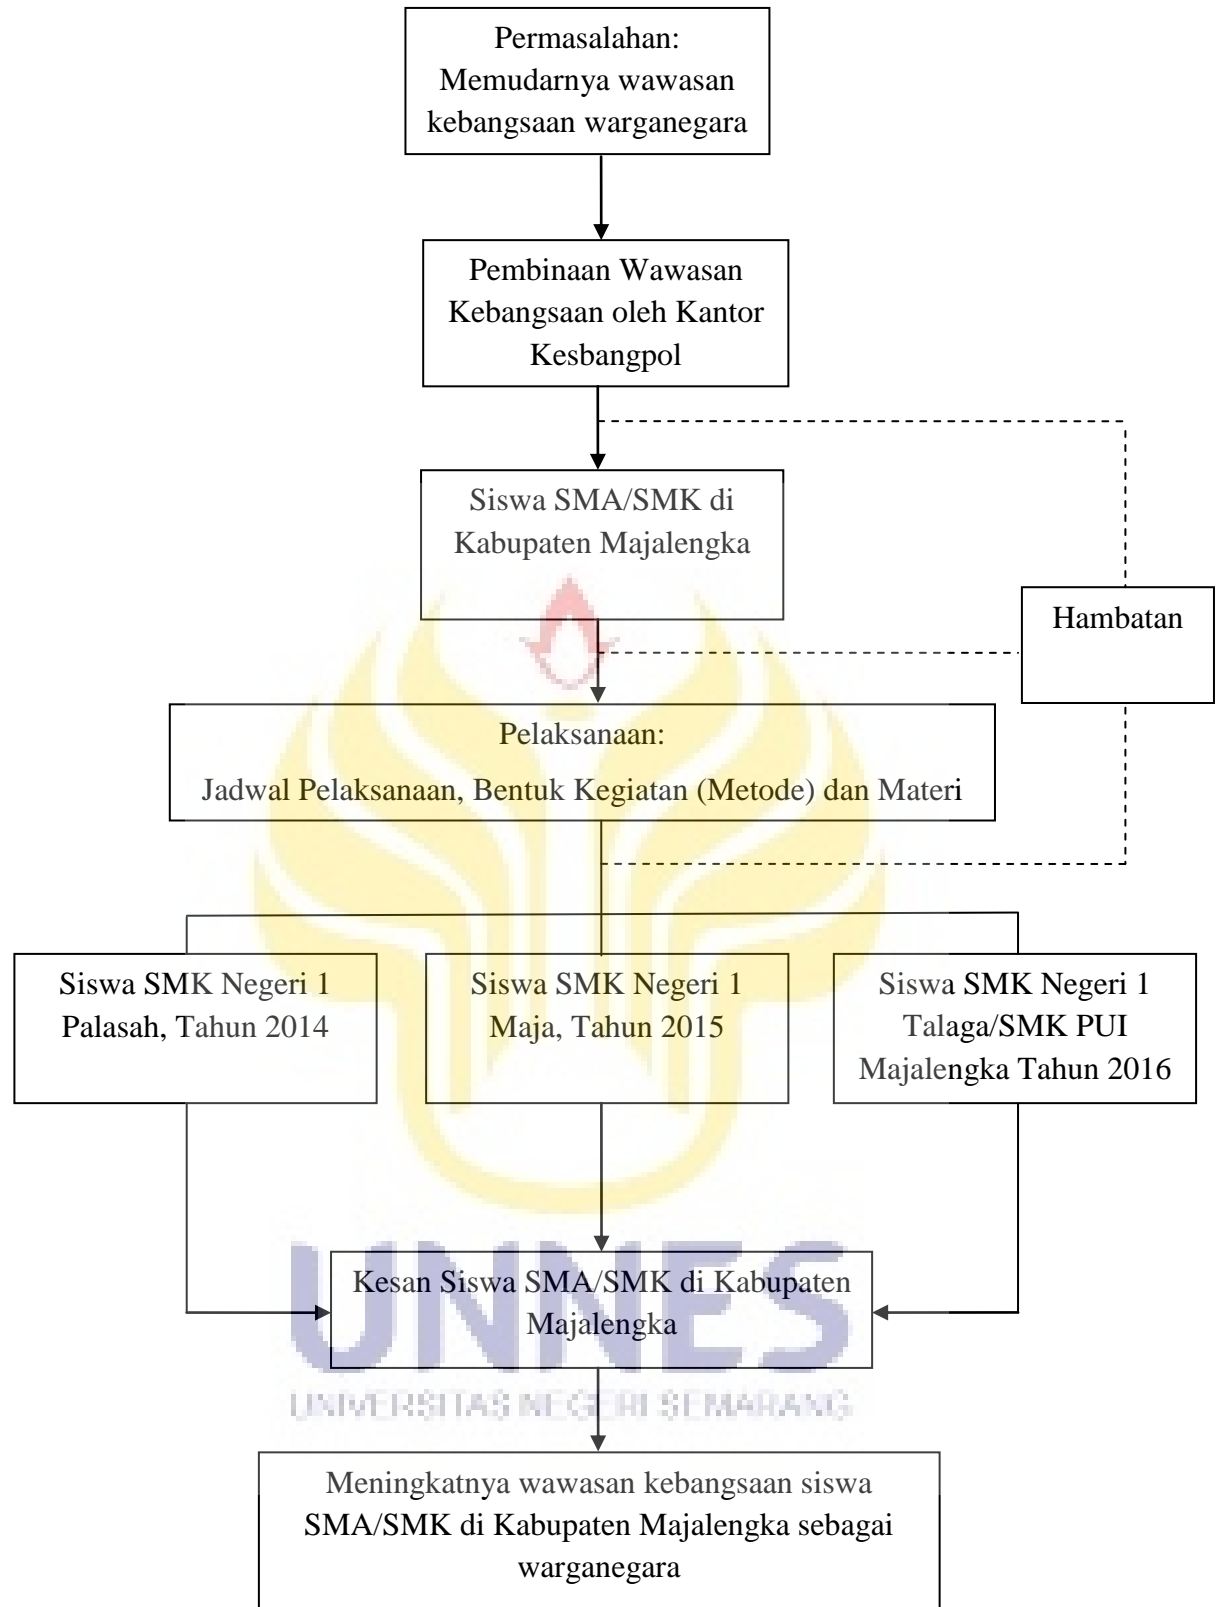 Permasalahan:
Memudarnya wawasan
kebangsaan warganegara
Pembinaan Wawasan
Kebangsaan oleh Kantor
Kesbangpol
Siswa SMA/SMK di
Kabupaten Majalengka
Hambatan
Pelaksanaan:
Jadwal Pelaksanaan, Bentuk Kegiatan (Metode) dan Materi
Siswa SMK Negeri 1
Palasah, Tahun 2014
Siswa SMK Negeri 1
Maja, Tahun 2015
Siswa SMK Negeri 1
Talaga/SMK PUI
Majalengka Tahun 2016
Kesan Siswa SMA/SMK di Kabupaten
Majalengka
UNNES
UNIVERSITAS NEGERI SEMARANG
Meningkatnya wawasan kebangsaan siswa
SMA/SMK di Kabupaten Majalengka sebagai
warganegara